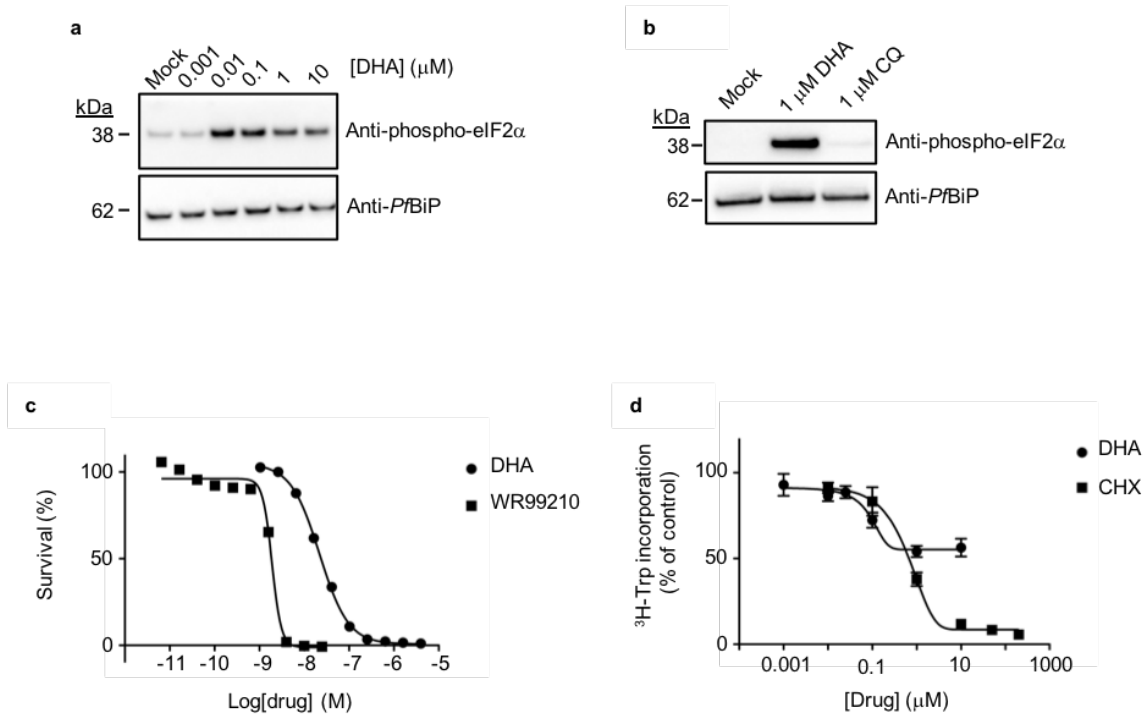 a
Mock 0.001 0.01 0.1 1 10 [DHA] (μM)
kDa
38 Anti-phospho-eIF2α
62 Anti-PfBiP
b
Mock 1 μM DHA 1 μM CQ
kDa
38 Anti-phospho-eIF2α
62 Anti-PfBiP
c
DHA
WR99210
Survival (%)
100
50
0
-11 -10 -9 -8 -7 -6 -5
Log[drug] (M)
d
DHA
CHX
³H-Trp incorporation
(% of control)
100
50
0
0.001 0.1 10 1000
[Drug] (μM)